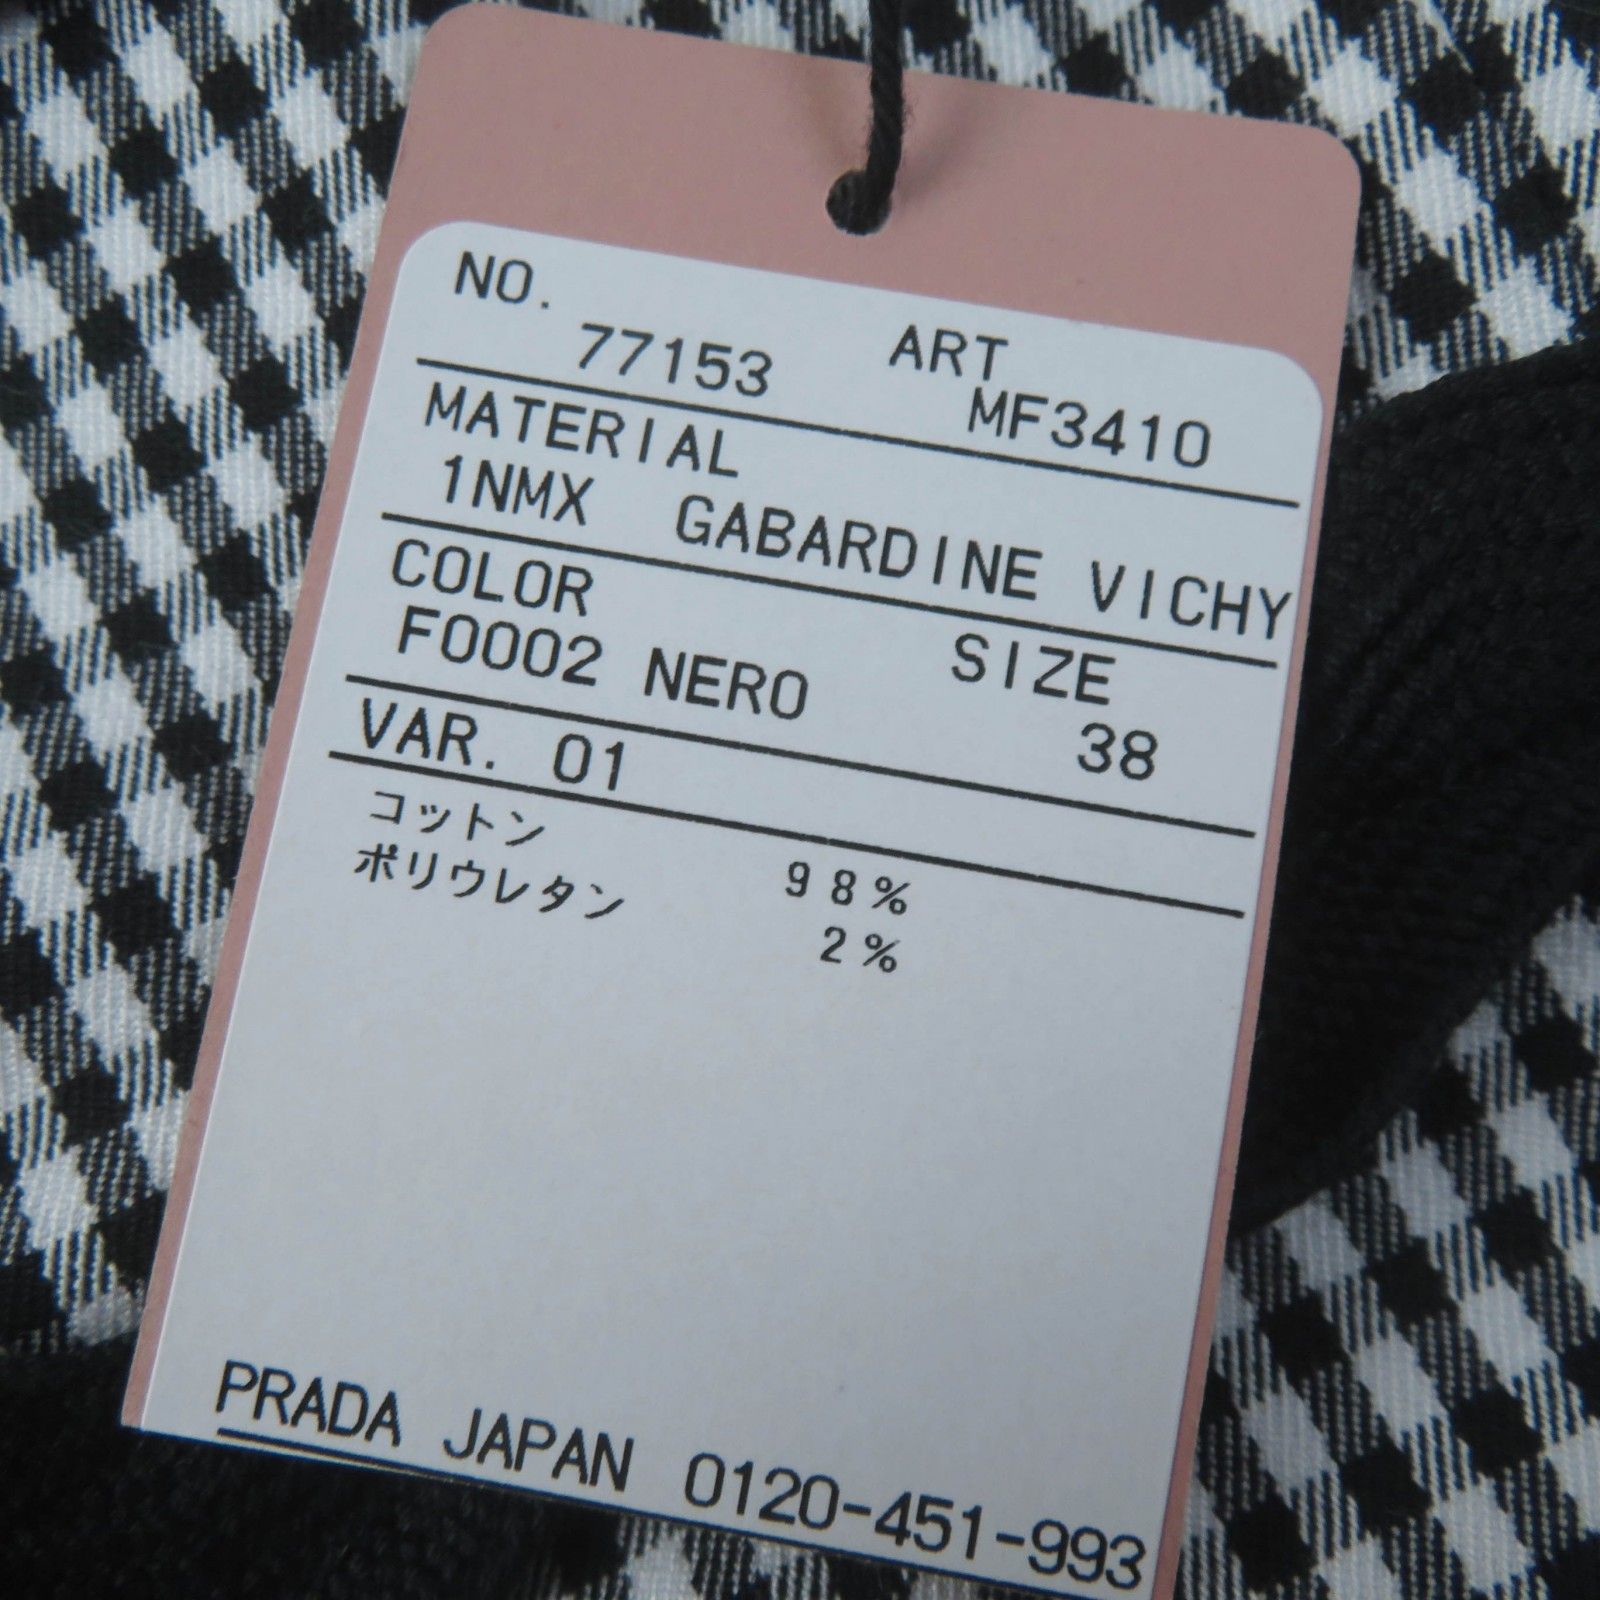 NO. ART
77153 MF3410
MATERIAL
1NMX GABARDINE VICHY
COLOR SIZE
F0002 NERO 38
VAR. 01
コットン 98%
ポリウレタン 2%
PRADA JAPAN 0120-451-993